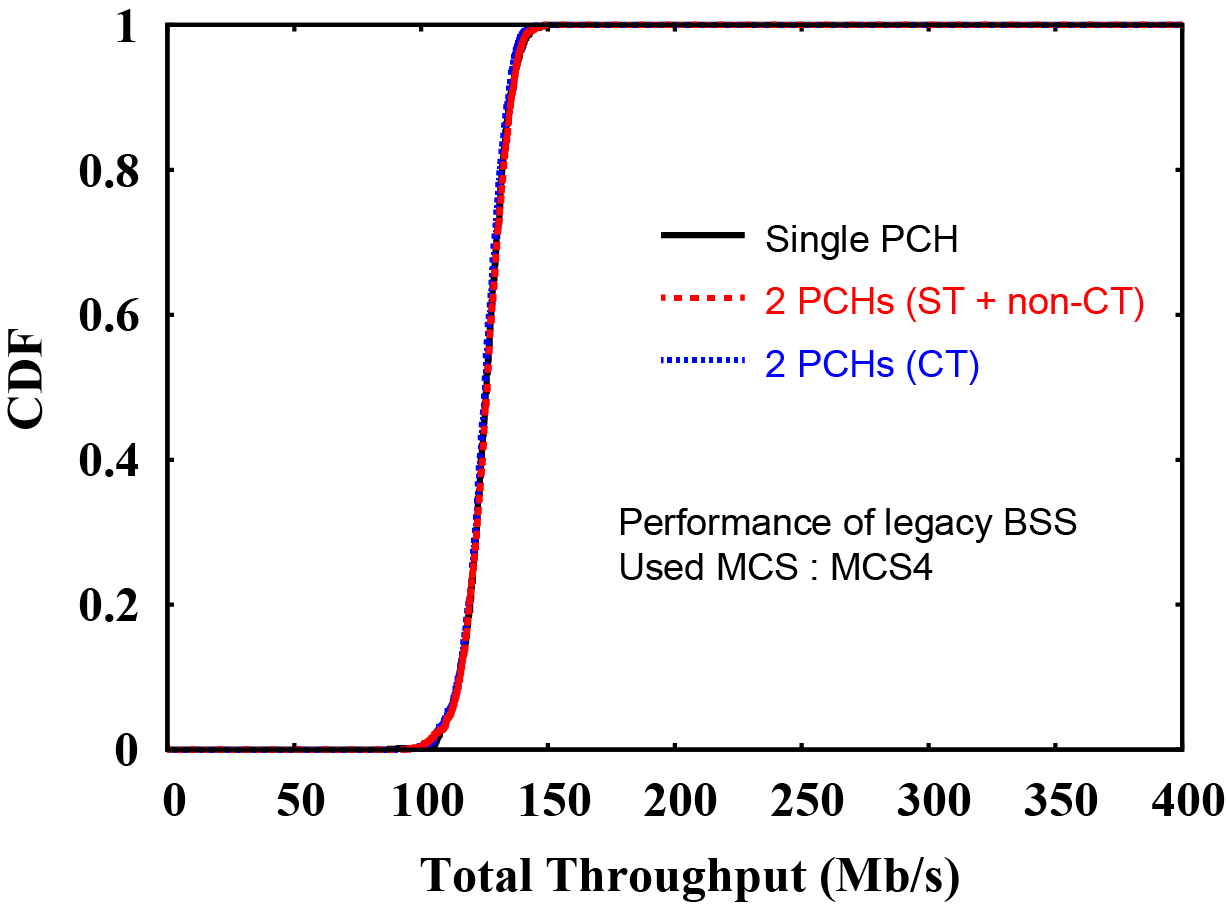 1
0.8
0.6
0.4
0.2
0
CDF
Single PCH
2 PCHs (ST + non-CT)
2 PCHs (CT)
Performance of legacy BSS
Used MCS : MCS4
0 50 100 150 200 250 300 350 400
Total Throughput (Mb/s)